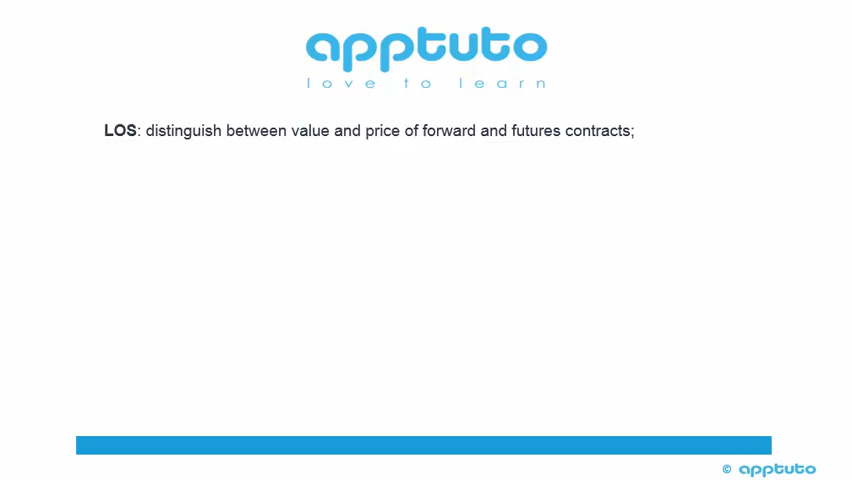 apptuto
love to learn
LOS: distinguish between value and price of forward and futures contracts;
© apptuto